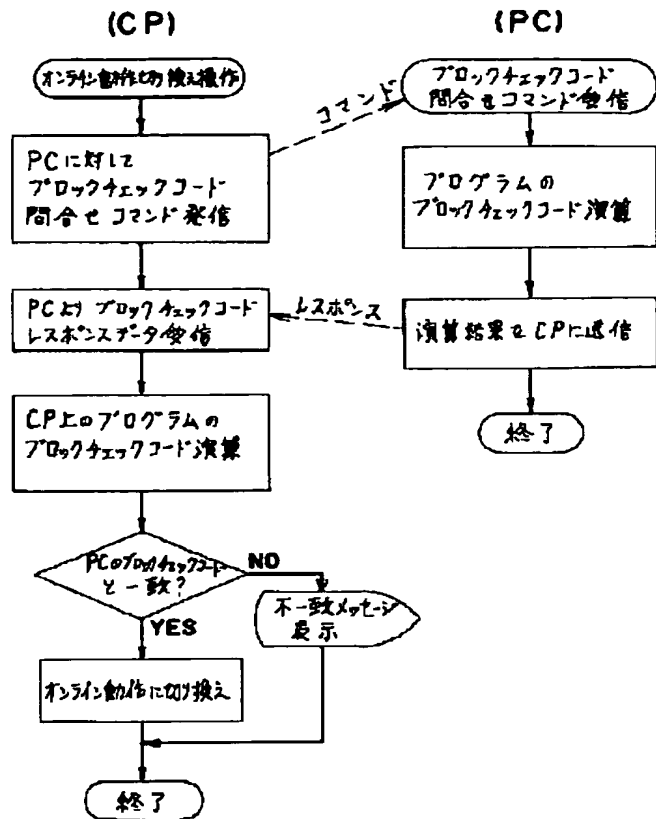 (CP)
(PC)
オンライン動作切り換え操作
コマンド
ブロックチェックコード
問合せコマンド受信
PCに対して
ブロックチェックコード
問合せコマンド発信
プログラムの
ブロックチェックコード演算
PCより ブロックチェックコード
レスポンスデータ受信
レスポンス
演算結果をCPに送信
終了
CP上のプログラムの
ブロックチェックコード演算
PCのブロックチェックコード
と一致?
NO
YES
不一致メッセージ
表示
オンライン動作に切り換え
終了